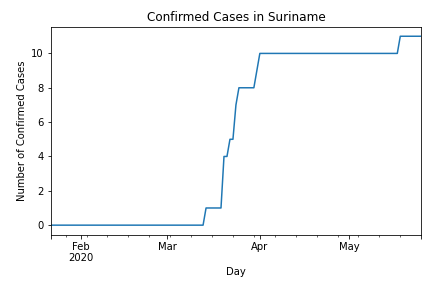 Confirmed Cases in Suriname
Number of Confirmed Cases
10
8
6
4
2
0
Feb Mar Apr May
2020
Day